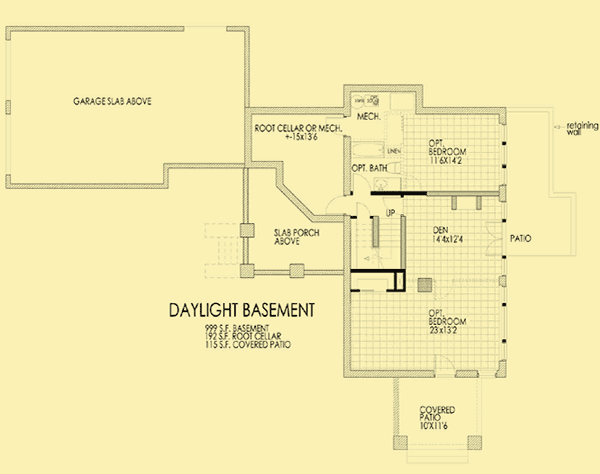 GARAGE SLAB ABOVE
MECH.
ROOT CELLAR OR MECH.
+-15x13'6
OPT.
BEDROOM
11'6X14'2
retaining
wall
LINEN
OPT. BATH
UP
DEN
14'4x12'4
PATIO
SLAB PORCH
ABOVE
DAYLIGHT BASEMENT
999 S.F. BASEMENT
192 S.F. ROOT CELLAR
115 S.F. COVERED PATIO
OPT.
BEDROOM
23'x13'2
COVERED
PATIO
10'X11'6